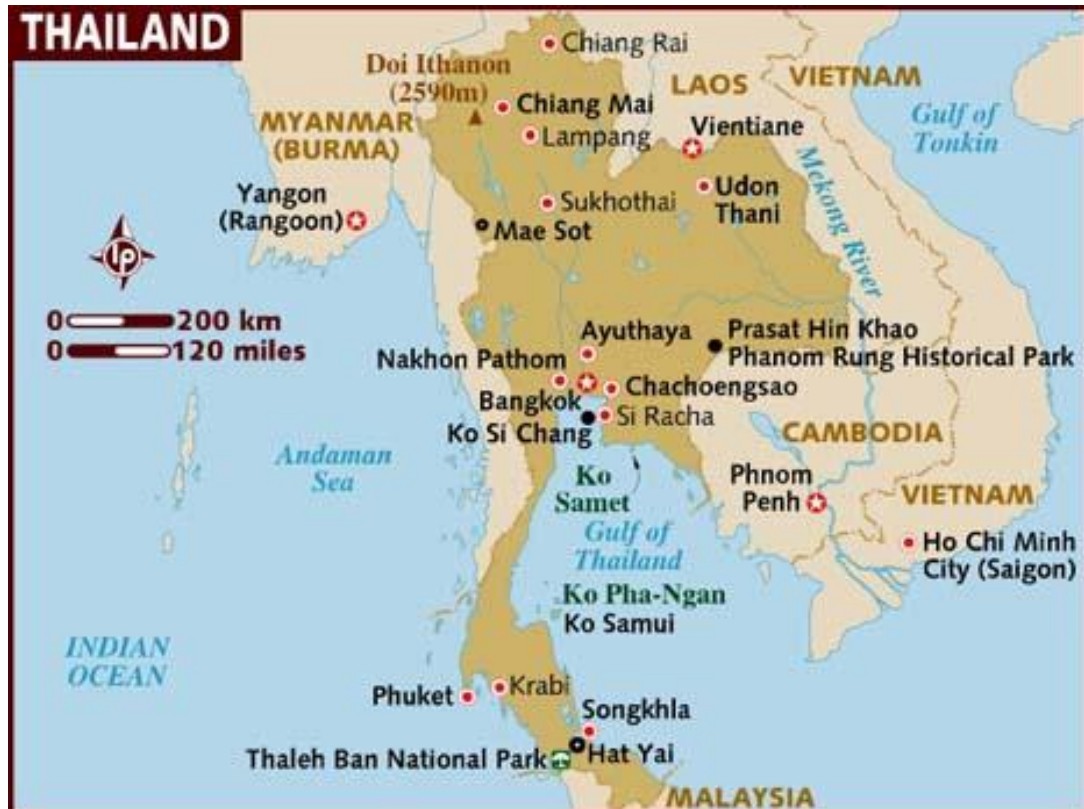 THAILAND
Chiang Rai
Doi Ithanon
(2590m)
Chiang Mai
Lampang
LAOS
VIETNAM
Gulf of
Tonkin
MYANMAR
(BURMA)
Vientiane
Yangon
(Rangoon)
Sukhothai
Udon
Thani
Mekong River
Mae Sot
lp
0 200 km
0 120 miles
Ayuthaya
Prasat Hin Khao
Phanom Rung Historical Park
Nakhon Pathom
Bangkok
Chachoengsao
Ko Si Chang
Si Racha
CAMBODIA
Andaman
Sea
Ko
Samet
Phnom
Penh
VIETNAM
Gulf of
Thailand
Ho Chi Minh
City (Saigon)
Ko Pha-Ngan
Ko Samui
INDIAN
OCEAN
Phuket
Krabi
Songkhla
Thaleh Ban National Park
Hat Yai
MALAYSIA